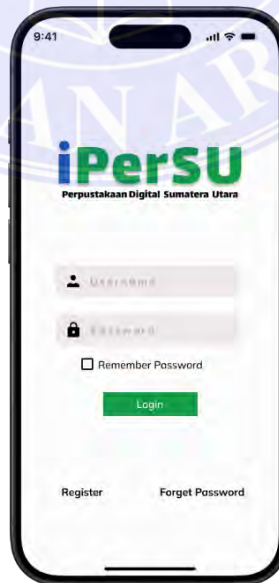 9:41
iPerSU
Perpustakaan Digital Sumatera Utara
Username
Password
Remember Password
Login
Register Forget Password